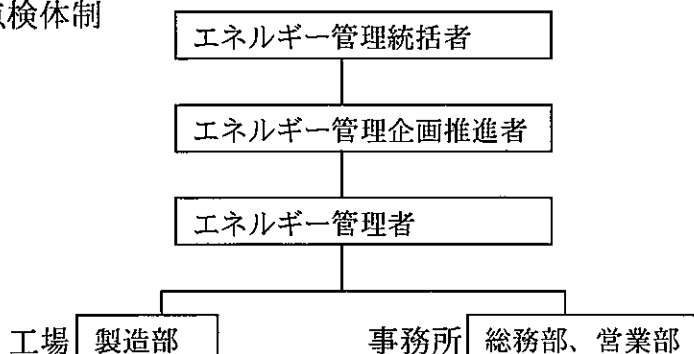 点検体制
エネルギー管理統括者
エネルギー管理企画推進者
エネルギー管理者
工場 製造部 事務所 総務部、営業部